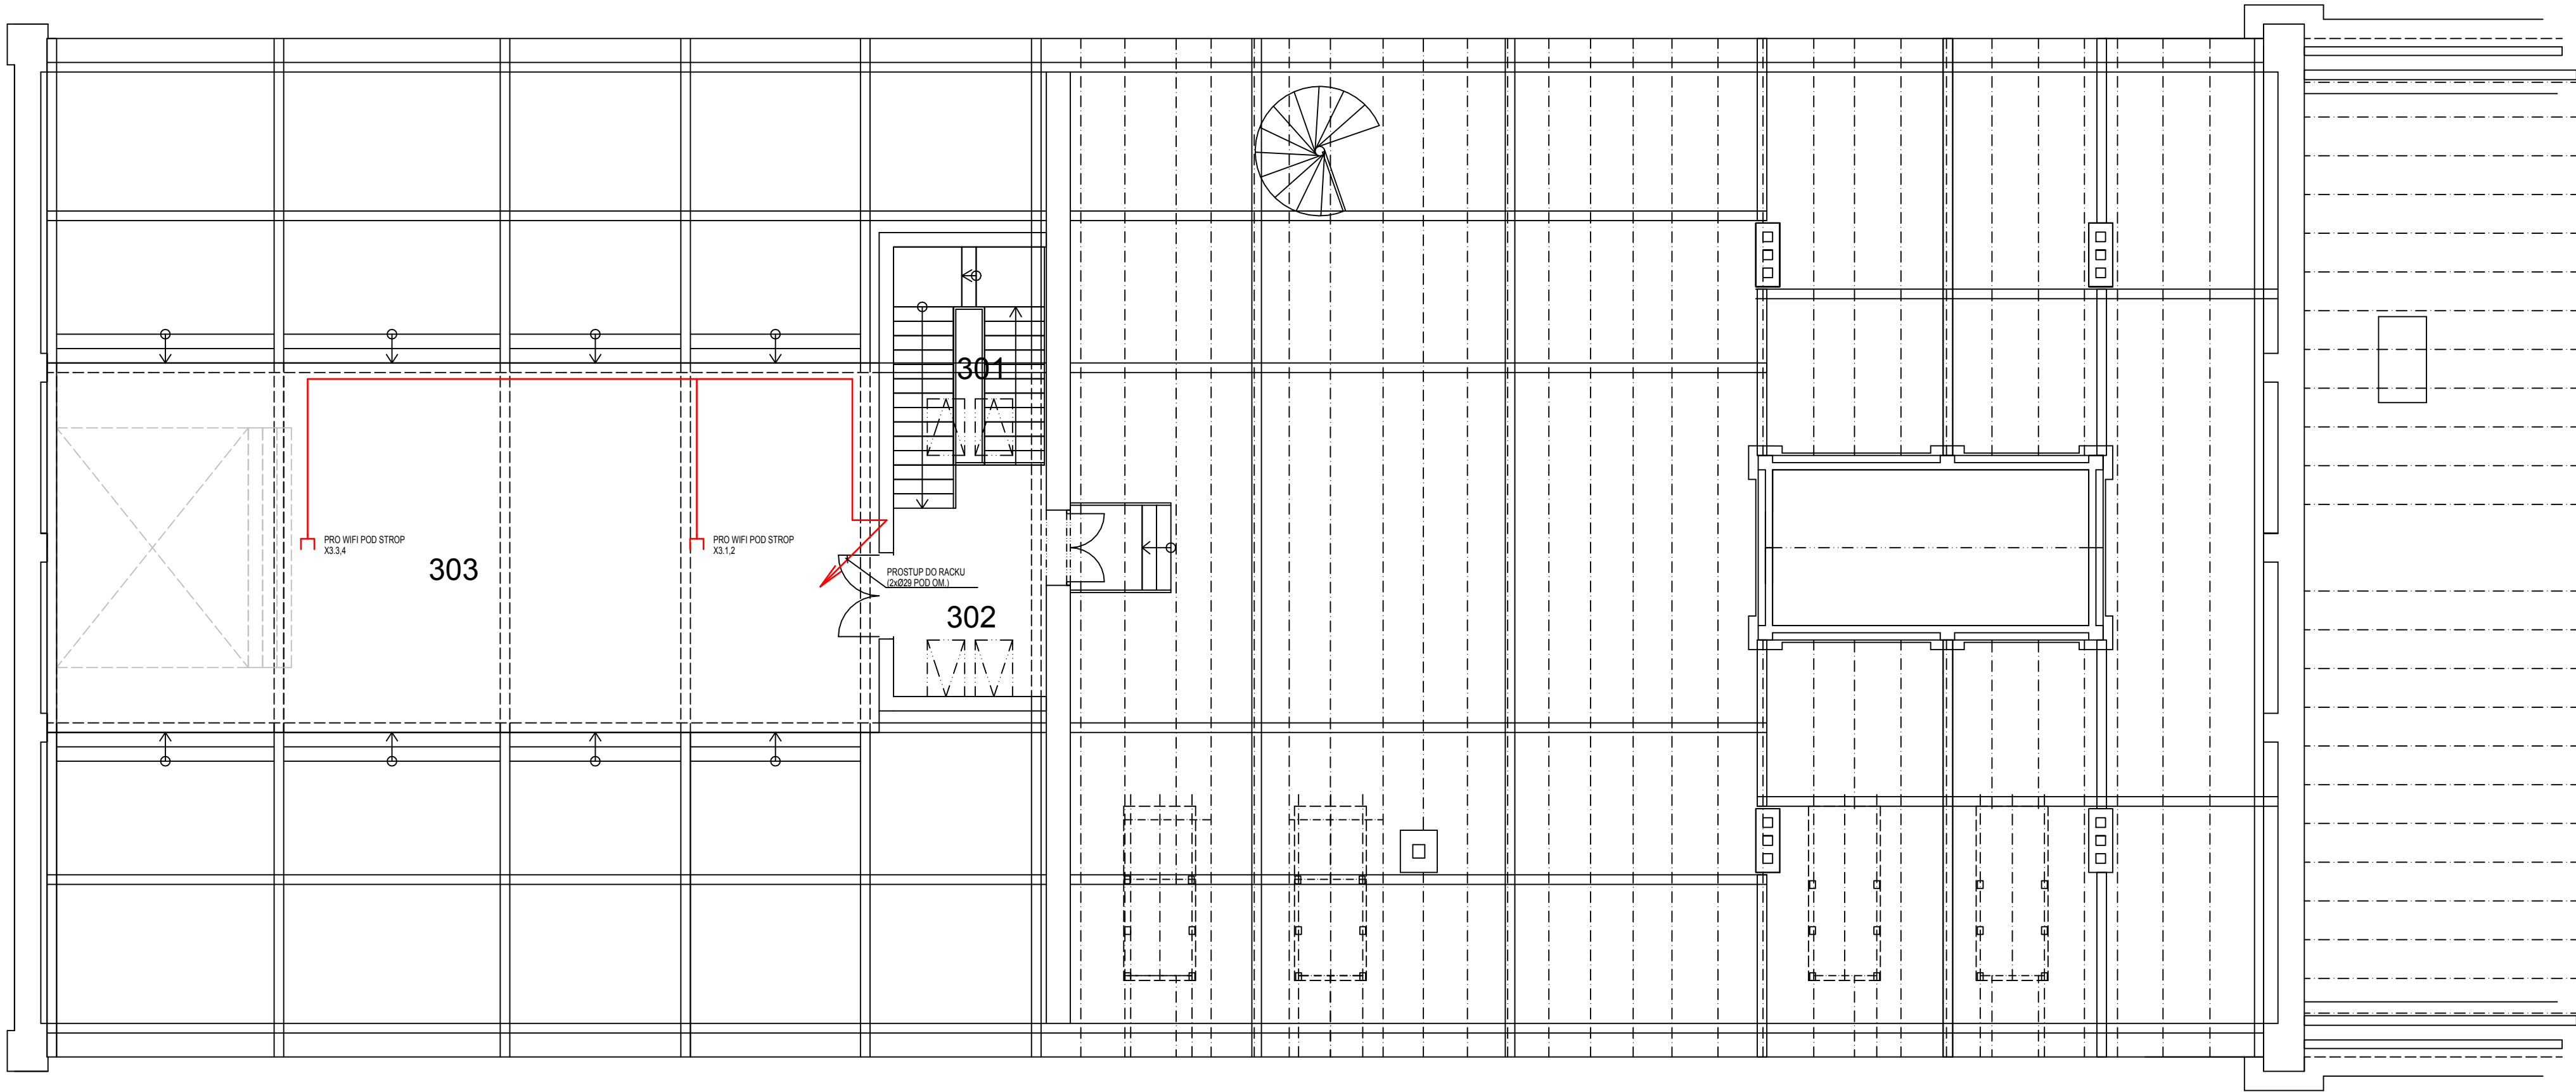 301
PRO WIFI POD STROP
X3.3,4
PRO WIFI POD STROP
X3.1,2
303
PROSTUP DO RACKU
(2xØ29 POD OM.)
302